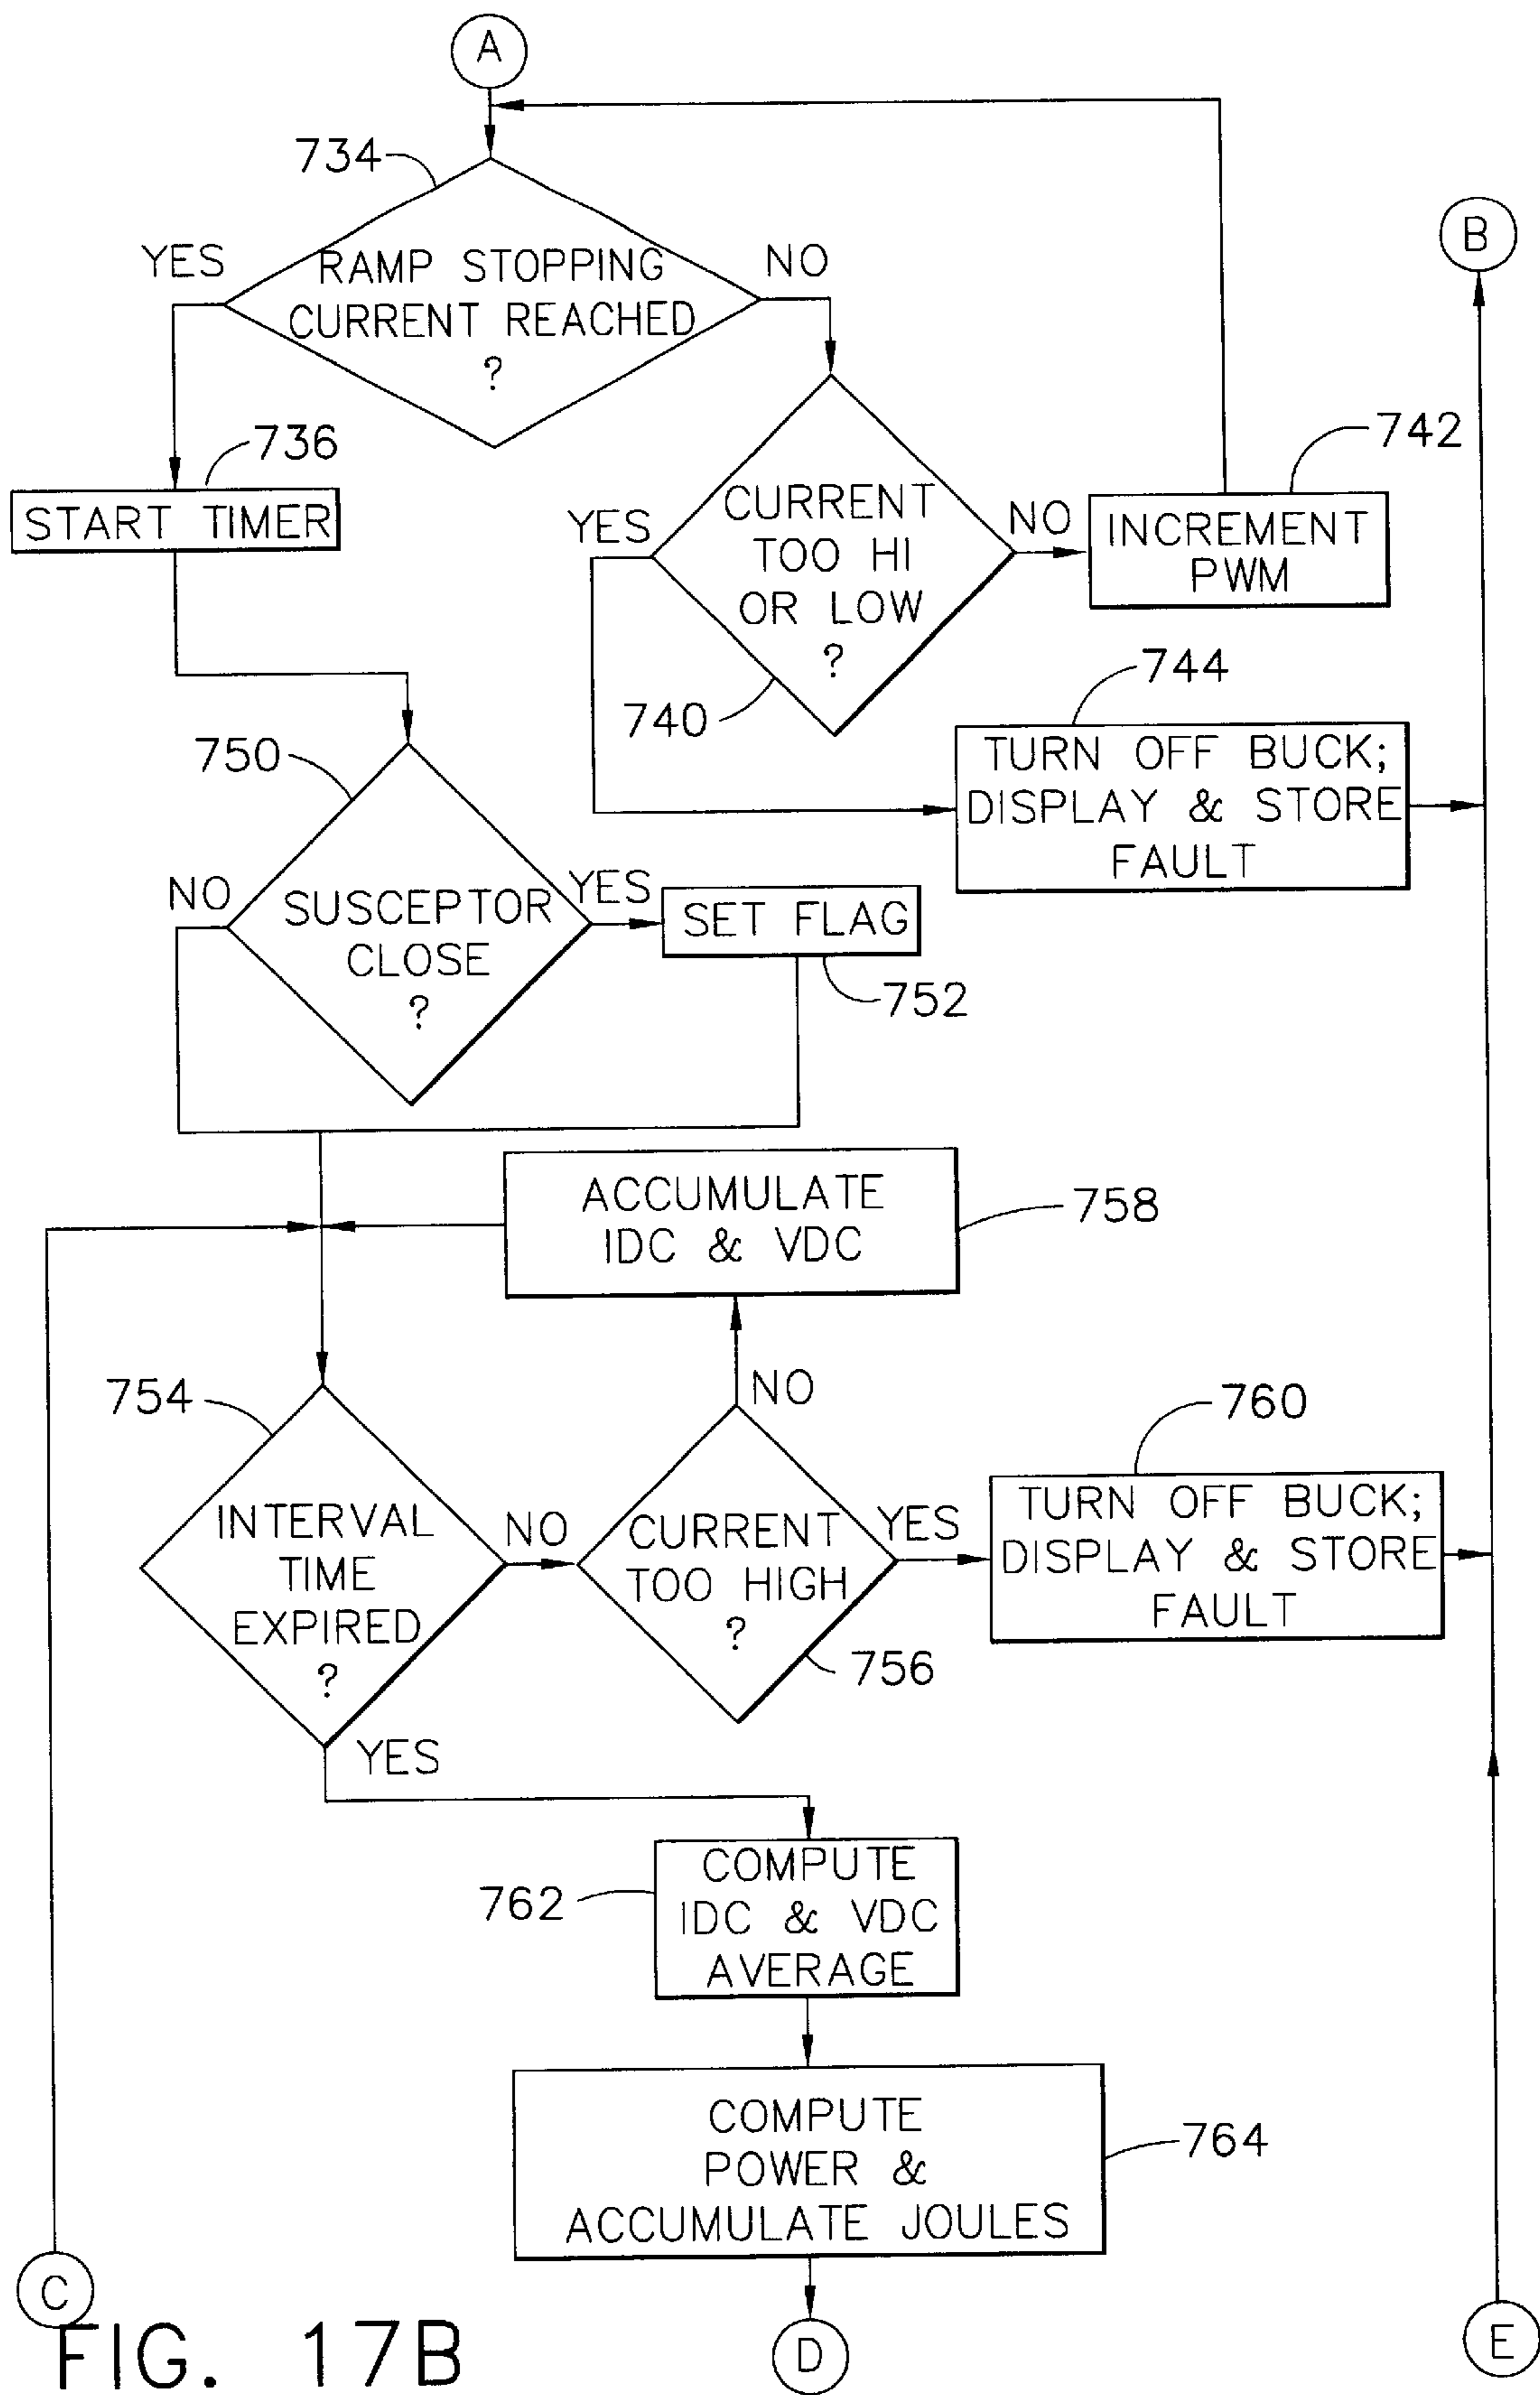 A
734
YES
RAMP STOPPING
CURRENT REACHED
?
NO
B
736
START TIMER
742
INCREMENT
PWM
YES
CURRENT
TOO HI
OR LOW
?
NO
740
744
TURN OFF BUCK;
DISPLAY & STORE
FAULT
750
NO
SUSCEPTOR
CLOSE
?
YES
SET FLAG
752
ACCUMULATE
IDC & VDC
758
754
INTERVAL
TIME
EXPIRED
?
NO
NO
CURRENT
TOO HIGH
?
YES
756
760
TURN OFF BUCK;
DISPLAY & STORE
FAULT
YES
762
COMPUTE
IDC & VDC
AVERAGE
COMPUTE
POWER &
ACCUMULATE JOULES
764
C
D
E
FIG. 17B